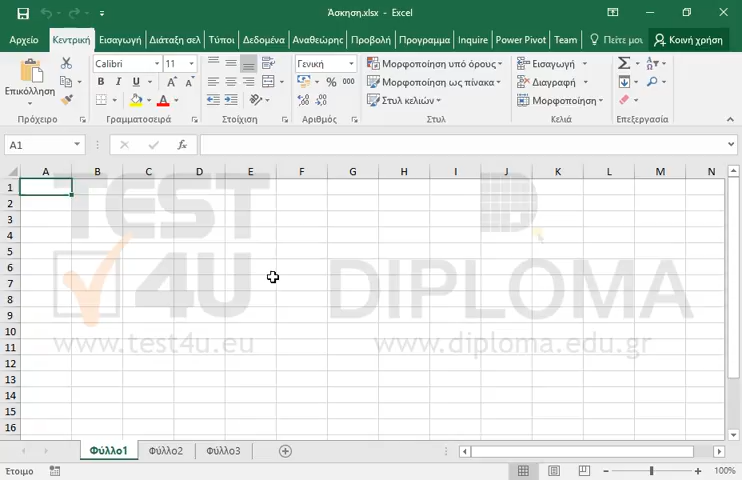 Άσκηση.xlsx - Excel
Αρχείο Κεντρική Εισαγωγή Διάταξη σελ Τύποι Δεδομένα Αναθεώρης Προβολή Προγραμμα Inquire Power Pivot Team Πείτε μοι Κοινή χρήση
Επικόλληση
Calibri 11
B I U
A A
Γενική
% 000
Μορφοποίηση υπό όρους
Μορφοποίηση ως πίνακα
Στυλ κελιών
Εισαγωγή
Διαγραφή
Μορφοποίηση
Πρόχειρο Γραμματοσειρά Στοίχιση Αριθμός Στυλ Κελιά Επεξεργασία
A1 fx
A B C D E F G H I J K L M N
1
2
3
4
5
6
7
8
9
10
11
12
13
14
15
16
TEST
4U
D
DIPLOMA
www.test4u.eu
www.diploma.edu.gr
Φύλλο1 Φύλλο2 Φύλλο3
Έτοιμο 100%